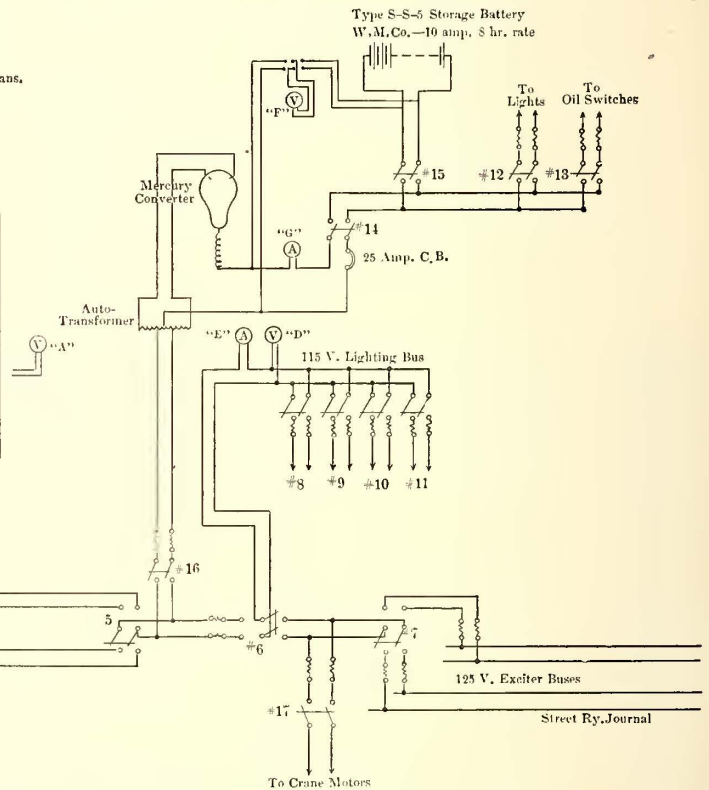 Type S-S-5 Storage Battery
W.M.Co.—10 amp. 8 hr. rate
ans.
To
Lights
To
Oil Switches
"F"
V
#15
#12
#13
Mercury
Converter
"G"
A
#14
25 Amp. C.B.
Auto-
Transformer
V "A"
"E" A
V "D"
115 V. Lighting Bus
#8
#9
#10
#11
#16
5
#6
#7
125 V. Exciter Buses
#17
Street Ry. Journal
To Crane Motors